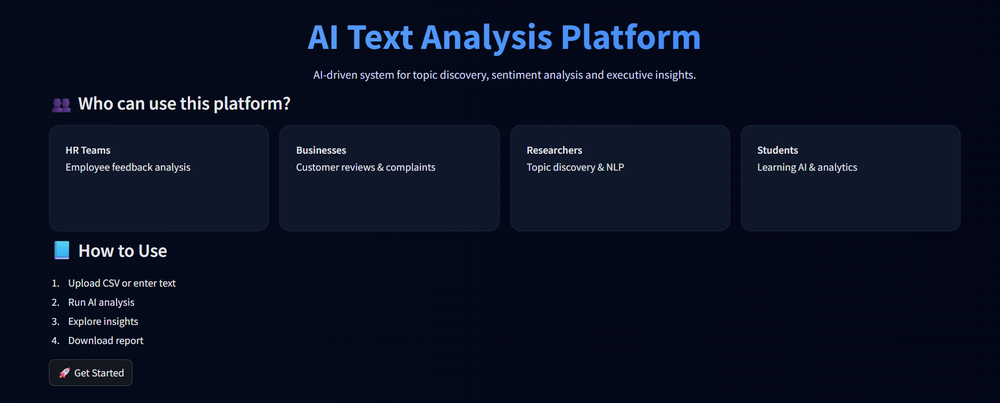 AI Text Analysis Platform
AI-driven system for topic discovery, sentiment analysis and executive insights.
Who can use this platform?
HR Teams
Employee feedback analysis
Businesses
Customer reviews & complaints
Researchers
Topic discovery & NLP
Students
Learning AI & analytics
How to Use
1. Upload CSV or enter text
2. Run AI analysis
3. Explore insights
4. Download report
Get Started